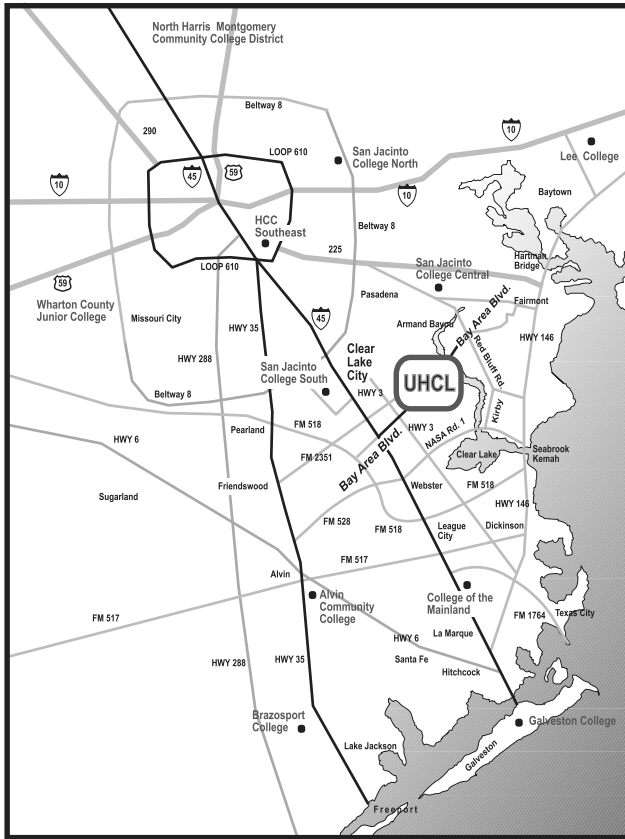 North Harris Montgomery
Community College District
Beltway 8
290
LOOP 610
10
San Jacinto
College North
Lee College
45
59
10
10
Baytown
HCC
Southeast
Beltway 8
225
Hartman
Bridge
LOOP 610
San Jacinto
College Central
59
Wharton County
Junior College
Pasadena
Fairmont
Missouri City
45
Armand Bayou
Bay Area Blvd.
HWY 35
HWY 146
HWY 288
Clear
Lake
City
Red Bluff Rd.
San Jacinto
College South
UHCL
Beltway 8
HWY 3
Kirby
FM 518
HWY 3
Pearland
NASA Rd. 1
HWY 6
Bay Area Blvd.
Clear Lake
Seabrook
Kemah
FM 2351
Friendswood
Webster
FM 518
Sugarland
HWY 146
FM 528
FM 518
League
City
Dickinson
FM 517
Alvin
Alvin
Community
College
College of the
Mainland
FM 517
FM 1764
Texas City
La Marque
HWY 6
HWY 288
HWY 35
Santa Fe
Hitchcock
Brazosport
College
Galveston College
Lake Jackson
Galveston
Freeport